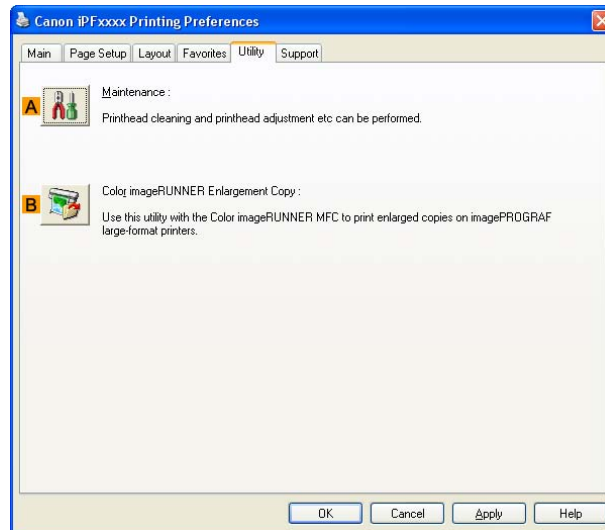 Canon iPFxxxx Printing Preferences
Main Page Setup Layout Favorites Utility Support
A
Maintenance :
Printhead cleaning and printhead adjustment etc can be performed.
B
Color imageRUNNER Enlargement Copy :
Use this utility with the Color imageRUNNER MFC to print enlarged copies on imagePROGRAF
large-format printers.
OK Cancel Apply Help